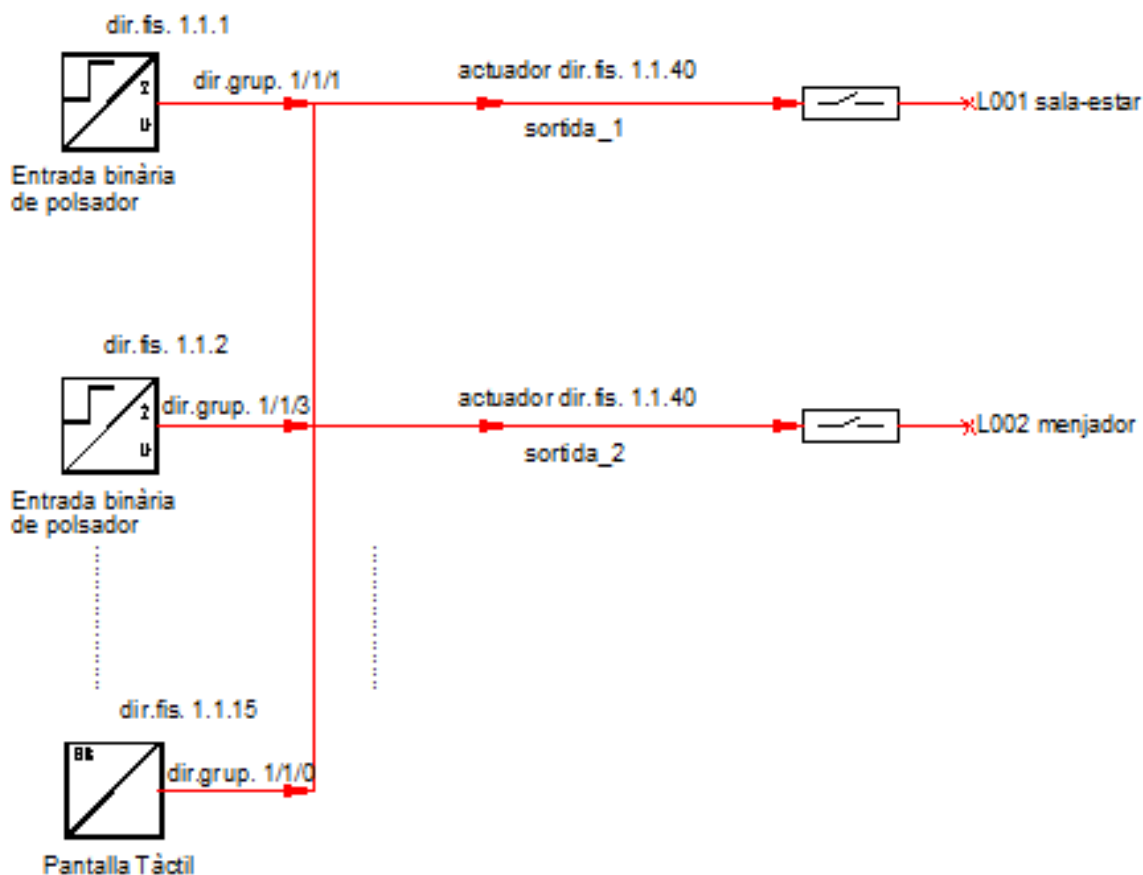 dir.fis. 1.1.1
dir.grup. 1/1/1
actuador dir.fis. 1.1.40
L001 sala-estar
sortida_1
Entrada binària
de polsador
dir.fis. 1.1.2
dir.grup. 1/1/3
actuador dir.fis. 1.1.40
L002 menjador
sortida_2
Entrada binària
de polsador
dir.fis. 1.1.15
dir.grup. 1/1/0
Pantalla Tàctil